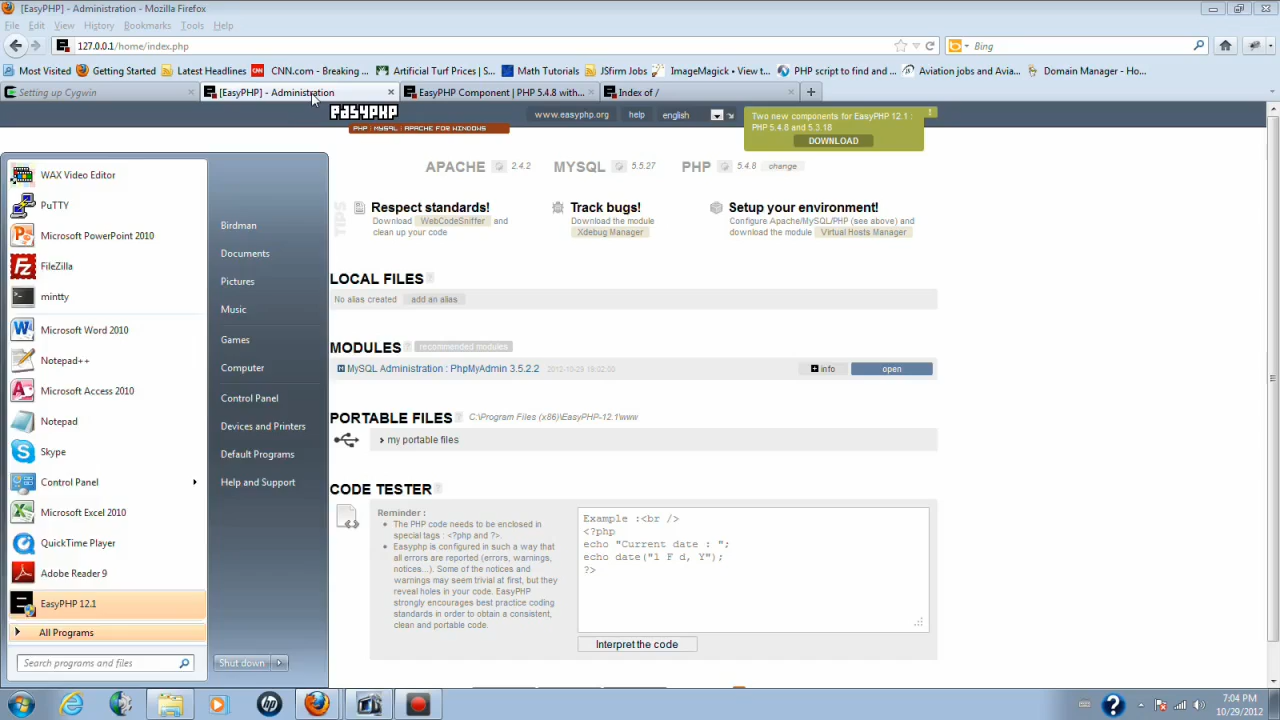 [EasyPHP] - Administration - Mozilla Firefox
File Edit View History Bookmarks Tools Help
127.0.0.1/home/index.php
Bing
Most Visited Getting Started Latest Headlines CNN.com - Breaking ... Artificial Turf Prices | S... Math Tutorials JSfirm Jobs ImageMagick • View t... PHP script to find and ... Aviation jobs and Avia... Domain Manager - Ho...
Setting up Cygwin
[EasyPHP] - Administration
EasyPHP Component | PHP 5.4.8 with...
Index of /
easyphp
PHP | MySQL | APACHE FOR WINDOWS
www.easyphp.org help english
Two new components for EasyPHP 12.1 :
PHP 5.4.8 and 5.3.18
DOWNLOAD
1
APACHE 2.4.2 MYSQL 5.5.27 PHP 5.4.8 change
TIPS
Respect standards!
Download WebCodeSniffer and
clean up your code
Track bugs!
Download the module
Xdebug Manager
Setup your environment!
Configure Apache/MySQL/PHP (see above) and
download the module Virtual Hosts Manager
LOCAL FILES
No alias created add an alias
MODULES recommended modules
MySQL Administration : PhpMyAdmin 3.5.2.2 2012-10-29 19:02:00 info open
PORTABLE FILES C:\Program Files (x86)\EasyPHP-12.1\www
my portable files
CODE TESTER
Reminder :
The PHP code needs to be enclosed in
special tags : <?php and ?>.
Easyphp is configured in such a way that
all errors are reported (errors, warnings,
notices...). Some of the notices and
warnings may seem trivial at first, but they
reveal holes in your code. EasyPHP
strongly encourages best practice coding
standards in order to obtain a consistent,
clean and portable code.
Example :<br />
<?php
echo "Current date : ";
echo date("l F d, Y");
?>
Interpret the code
WAX Video Editor
PuTTY
Microsoft PowerPoint 2010
FileZilla
mintty
Microsoft Word 2010
Notepad++
Microsoft Access 2010
Notepad
Skype
Control Panel
Microsoft Excel 2010
QuickTime Player
Adobe Reader 9
EasyPHP 12.1
All Programs
Search programs and files
Birdman
Documents
Pictures
Music
Games
Computer
Control Panel
Devices and Printers
Default Programs
Help and Support
Shut down
7:04 PM
10/29/2012